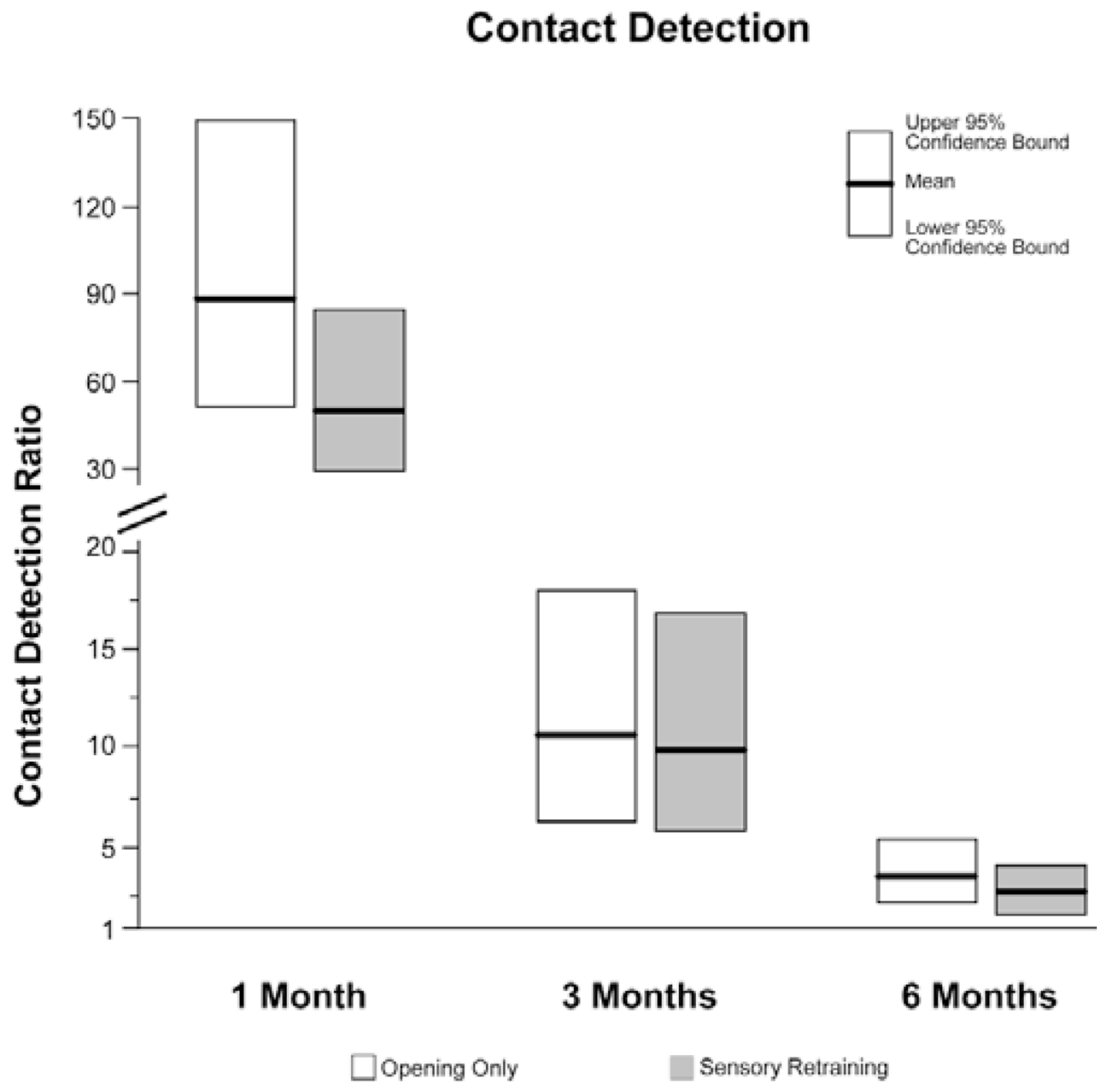 Contact Detection
Upper 95%
Confidence Bound
Mean
Lower 95%
Confidence Bound
Contact Detection Ratio
150
120
90
60
30
20
15
10
5
1
1 Month
3 Months
6 Months
Opening Only
Sensory Retraining